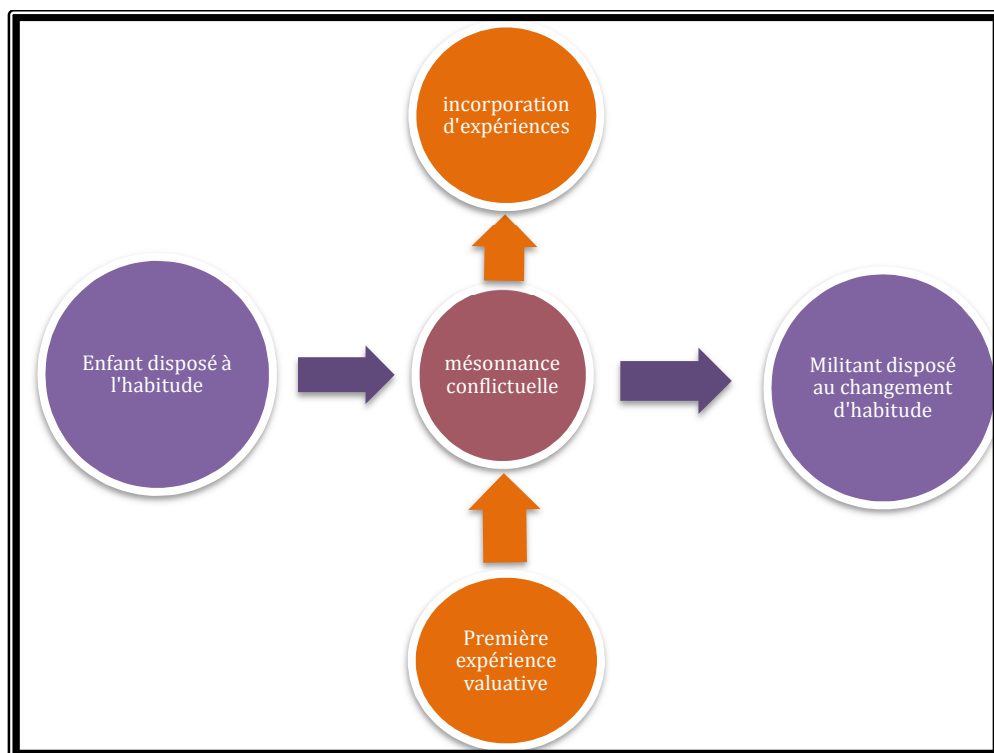 incorporation
d'expériences
Enfant disposé à
l'habitude
mésonnance
conflictuelle
Militant disposé
au changement
d'habitude
Première
expérience
valuative